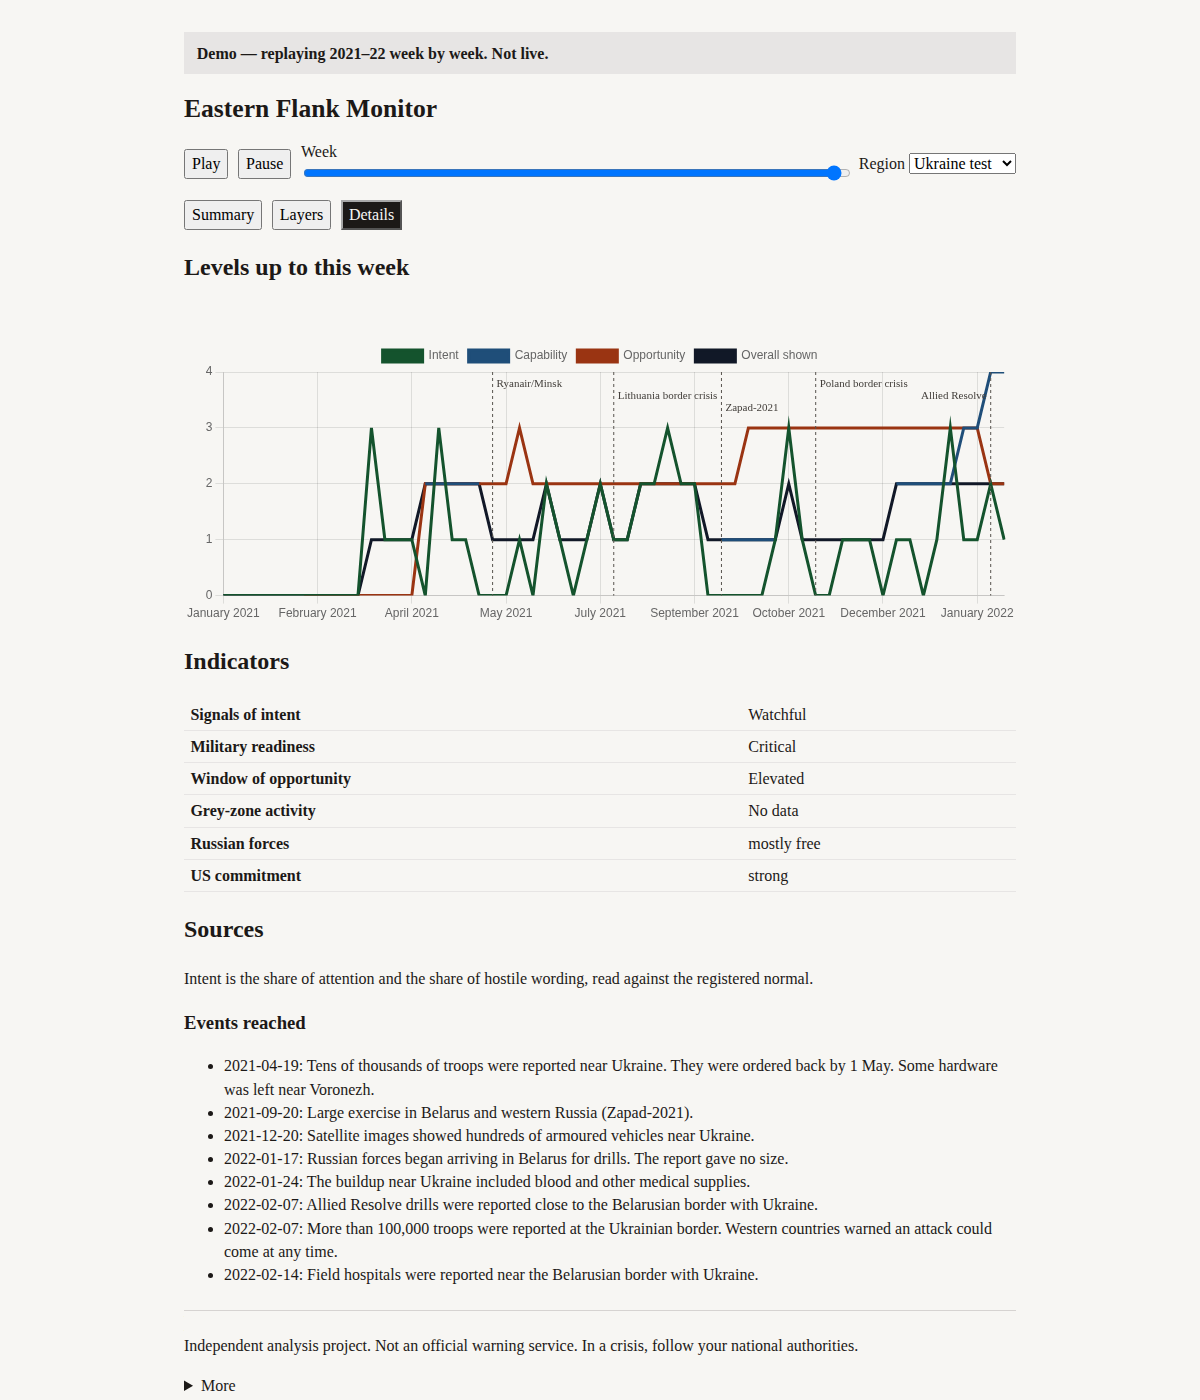 Demo — replaying 2021–22 week by week. Not live.
Eastern Flank Monitor
Play
Pause
Week
Region
Ukraine test
Summary
Layers
Details
Levels up to this week
Intent
Capability
Opportunity
Overall shown
4
3
2
1
0
Ryanair/Minsk
Lithuania border crisis
Zapad-2021
Poland border crisis
Allied Resolve
January 2021
February 2021
April 2021
May 2021
July 2021
September 2021
October 2021
December 2021
January 2022
Indicators
Signals of intent Watchful
Military readiness Critical
Window of opportunity Elevated
Grey-zone activity No data
Russian forces mostly free
US commitment strong
Sources
Intent is the share of attention and the share of hostile wording, read against the registered normal.
Events reached
2021-04-19: Tens of thousands of troops were reported near Ukraine. They were ordered back by 1 May. Some hardware
was left near Voronezh.
2021-09-20: Large exercise in Belarus and western Russia (Zapad-2021).
2021-12-20: Satellite images showed hundreds of armoured vehicles near Ukraine.
2022-01-17: Russian forces began arriving in Belarus for drills. The report gave no size.
2022-01-24: The buildup near Ukraine included blood and other medical supplies.
2022-02-07: Allied Resolve drills were reported close to the Belarusian border with Ukraine.
2022-02-07: More than 100,000 troops were reported at the Ukrainian border. Western countries warned an attack could
come at any time.
2022-02-14: Field hospitals were reported near the Belarusian border with Ukraine.
Independent analysis project. Not an official warning service. In a crisis, follow your national authorities.
More